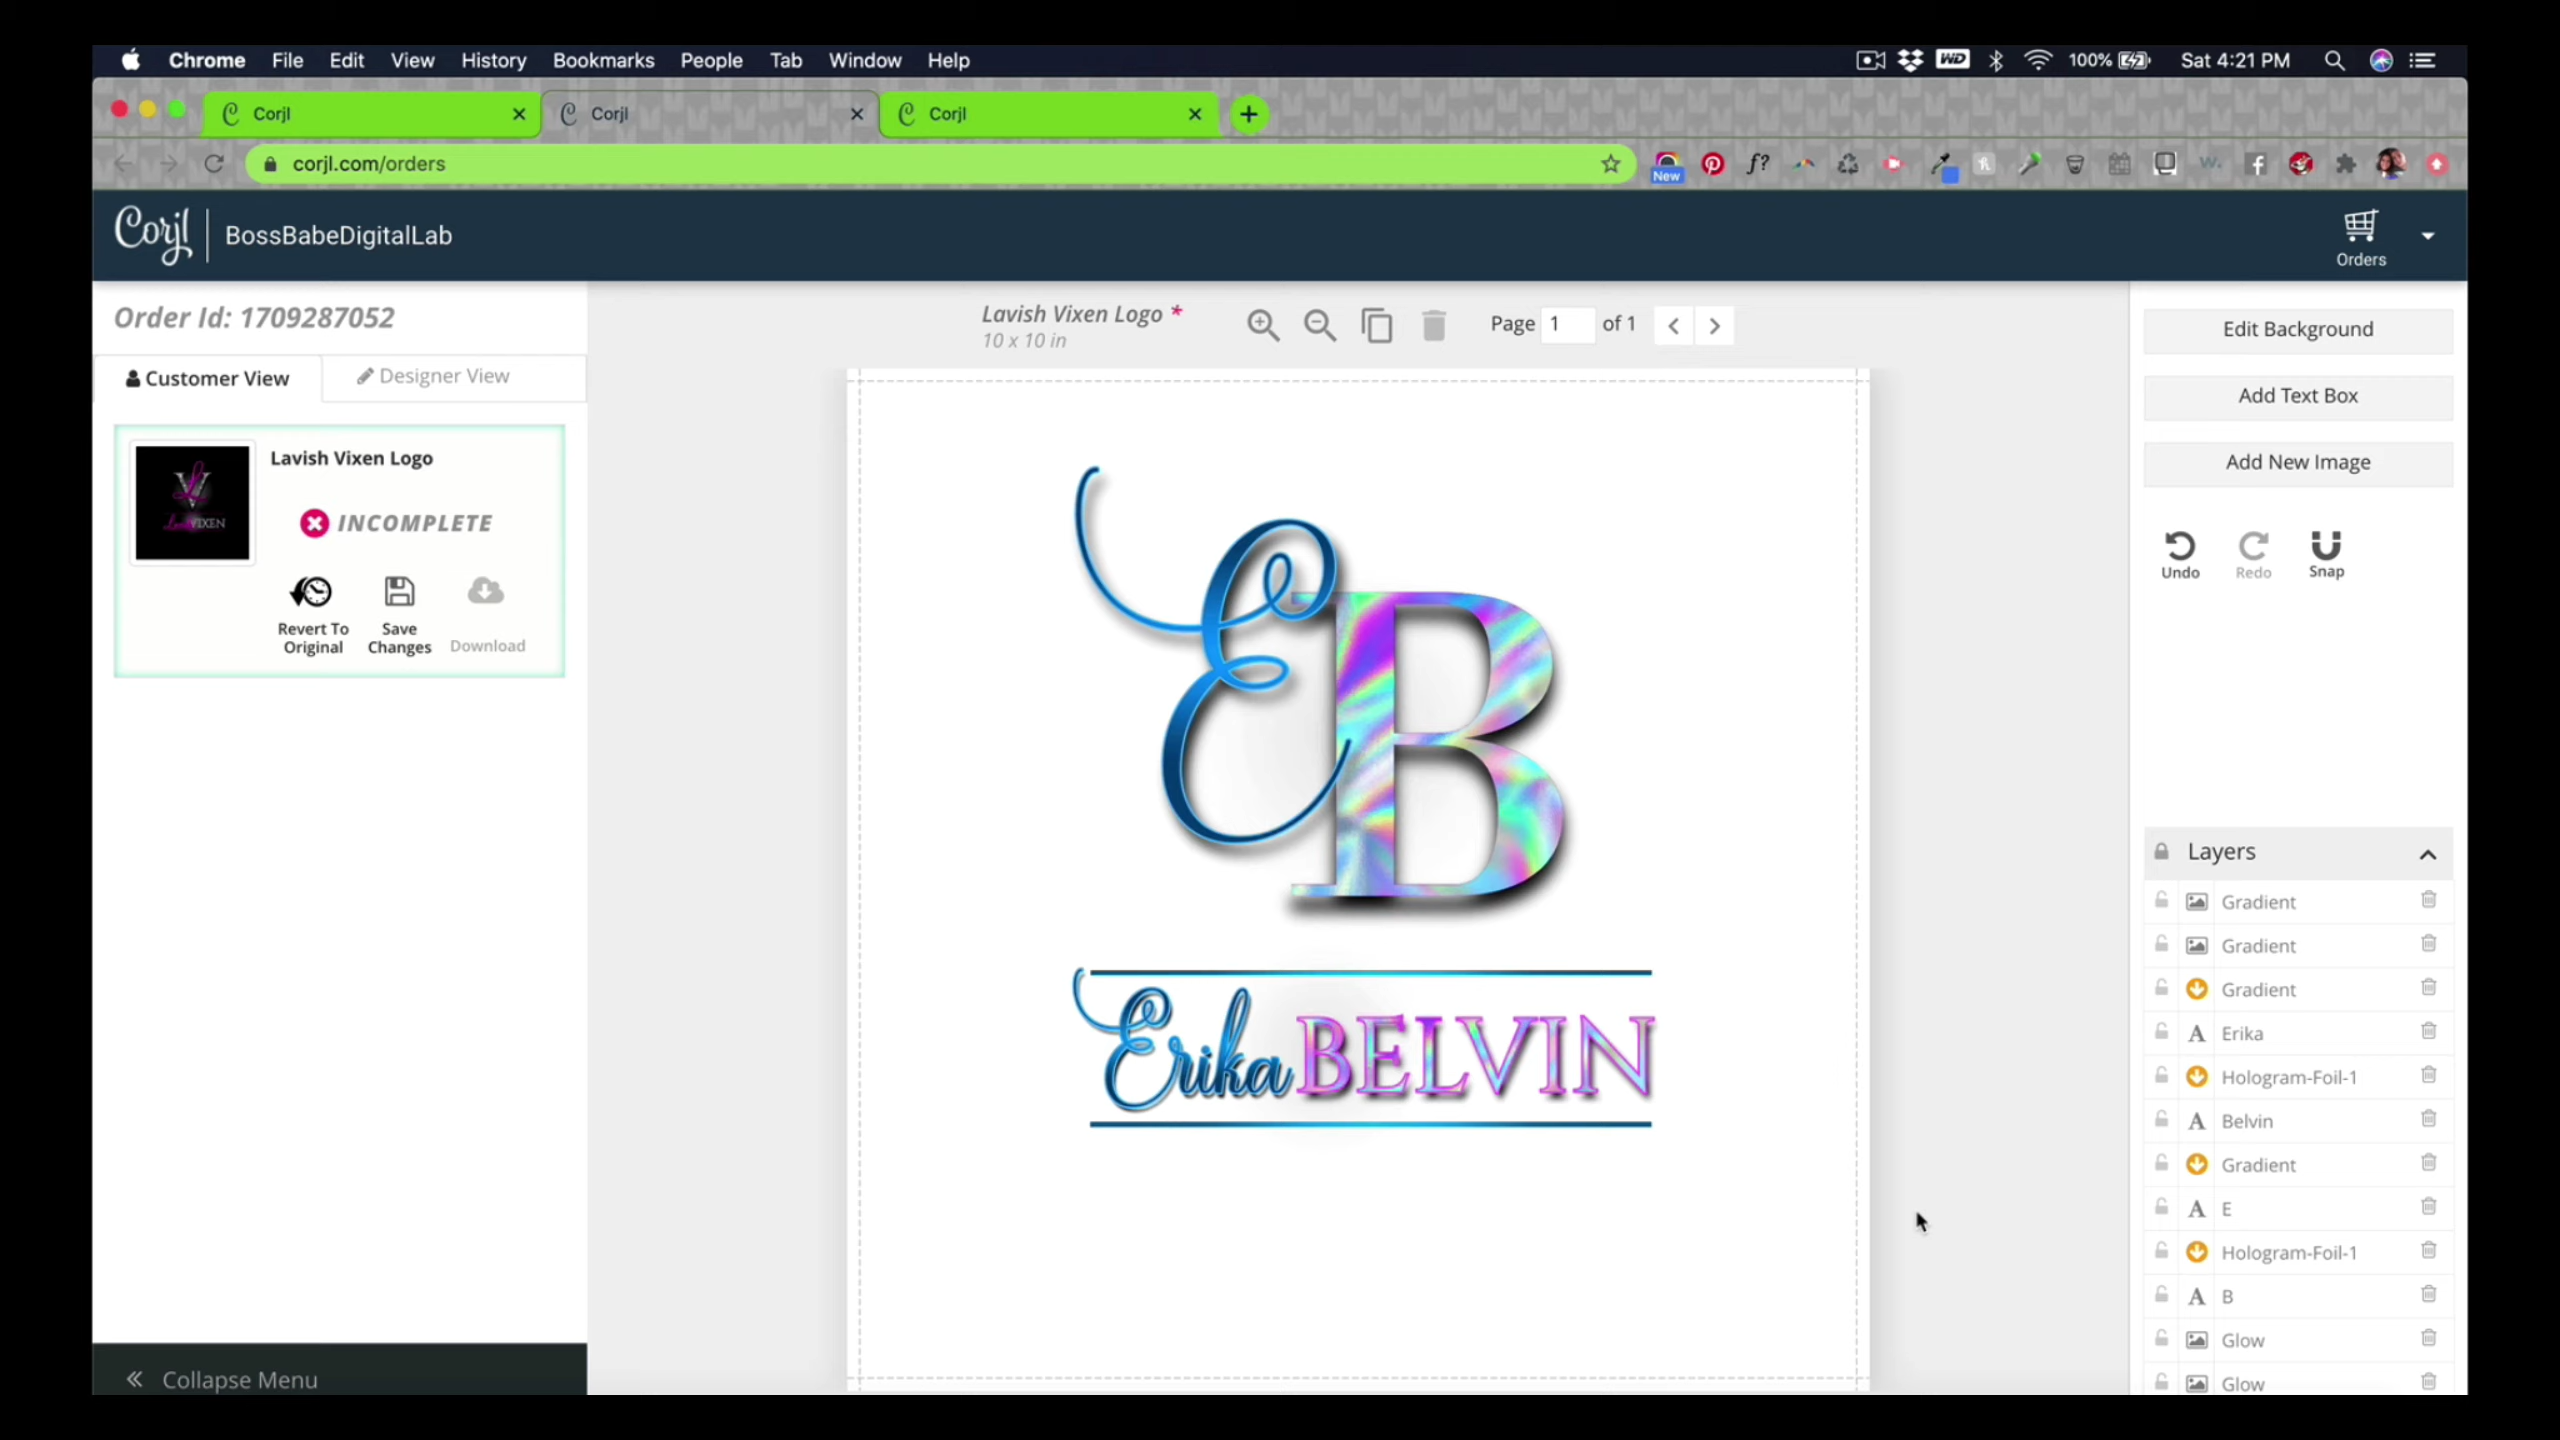 Chrome File Edit View History Bookmarks People Tab Window Help
WD 100% Sat 4:21 PM
Corjl
Corjl
Corjl
corjl.com/orders
New
f?
Corjl BossBabeDigitalLab
Orders
Order Id: 1709287052
Customer View
Designer View
Lavish Vixen Logo
INCOMPLETE
Revert To Original
Save Changes
Download
Collapse Menu
Lavish Vixen Logo *
10 x 10 in
Page 1 of 1
E B
Erika BELVIN
Edit Background
Add Text Box
Add New Image
Undo
Redo
Snap
Layers
Gradient
Gradient
Gradient
A Erika
Hologram-Foil-1
A Belvin
Gradient
A E
Hologram-Foil-1
A B
Glow
Glow